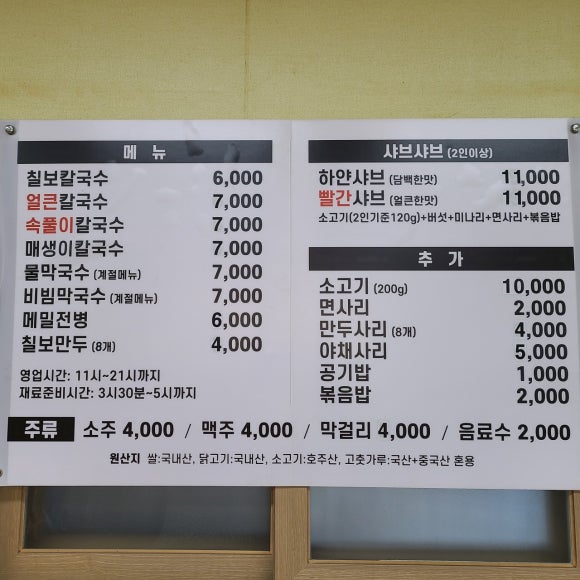 메 뉴
칠보칼국수 6,000
얼큰칼국수 7,000
속풀이칼국수 7,000
매생이칼국수 7,000
물막국수 (계절메뉴) 7,000
비빔막국수 (계절메뉴) 7,000
메밀전병 6,000
칠보만두 (8개) 4,000
영업시간: 11시~21시까지
재료준비시간: 3시30분~5시까지
샤브샤브 (2인이상)
하얀샤브 (담백한맛) 11,000
빨간샤브 (얼큰한맛) 11,000
소고기(2인기준120g)+버섯+미나리+면사리+볶음밥
추 가
소고기 (200g) 10,000
면사리 2,000
만두사리 (8개) 4,000
야채사리 5,000
공기밥 1,000
볶음밥 2,000
주류 소주 4,000 / 맥주 4,000 / 막걸리 4,000 / 음료수 2,000
원산지 쌀:국내산, 닭고기:국내산, 소고기:호주산, 고춧가루:국산+중국산 혼용